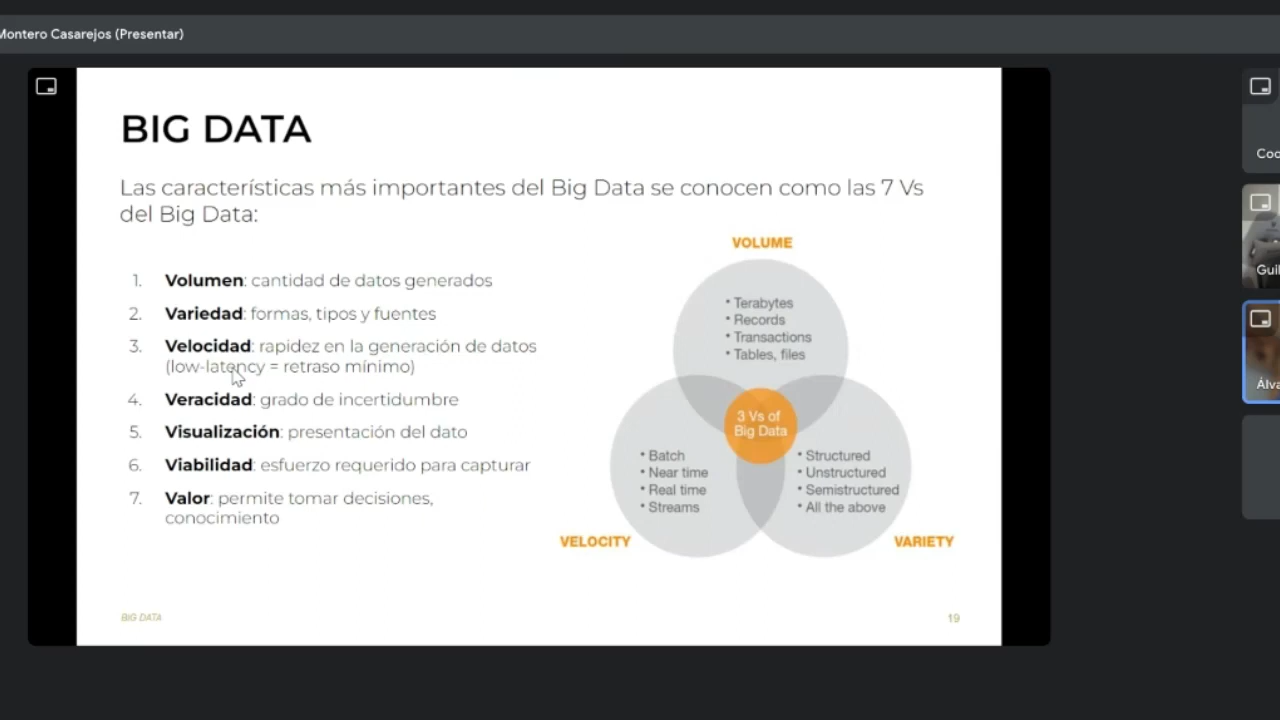 Montero Casarejos (Presentar)
BIG DATA
Las características más importantes del Big Data se conocen como las 7 Vs
del Big Data:
1. Volumen: cantidad de datos generados
2. Variedad: formas, tipos y fuentes
3. Velocidad: rapidez en la generación de datos
(low-latency = retraso mínimo)
4. Veracidad: grado de incertidumbre
5. Visualización: presentación del dato
6. Viabilidad: esfuerzo requerido para capturar
7. Valor: permite tomar decisiones,
conocimiento
VOLUME
• Terabytes
• Records
• Transactions
• Tables, files
3 Vs of
Big Data
• Batch
• Near time
• Real time
• Streams
• Structured
• Unstructured
• Semistructured
• All the above
VELOCITY
VARIETY
BIG DATA
19